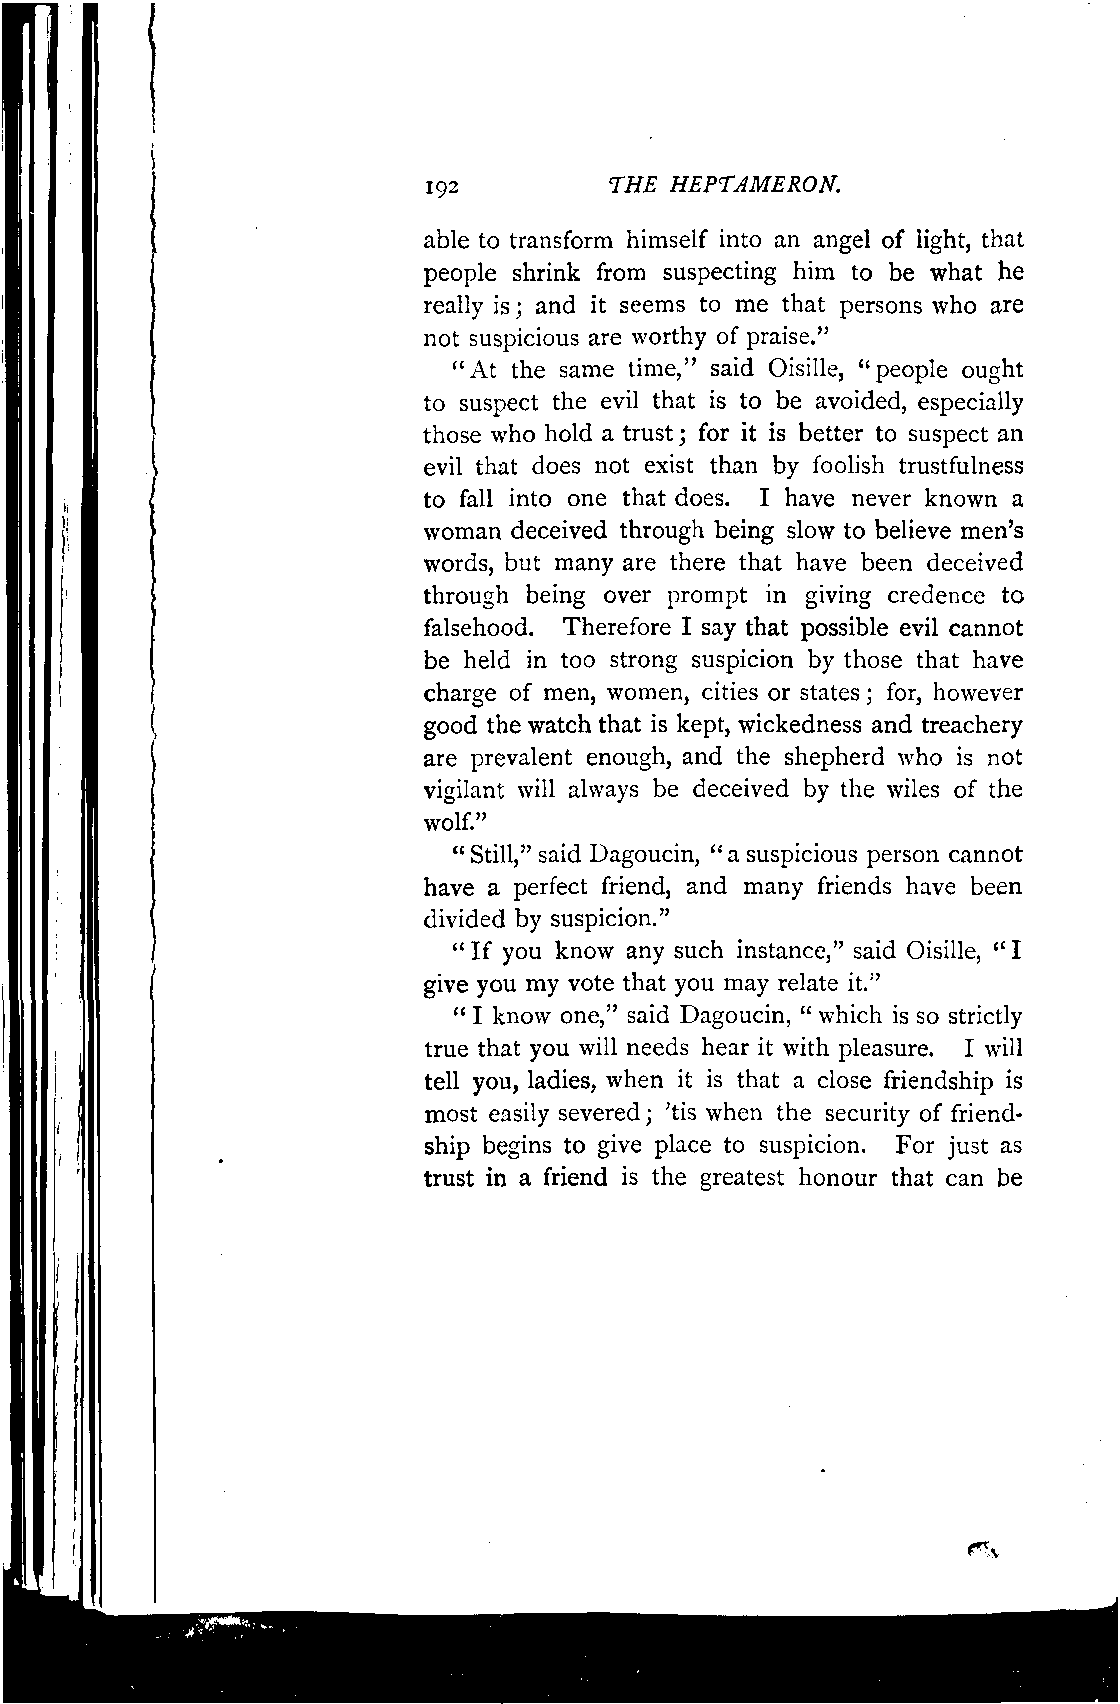 192 THE HEPTAMERON.
able to transform himself into an angel of light, that
people shrink from suspecting him to be what he
really is; and it seems to me that persons who are
not suspicious are worthy of praise."
"At the same time," said Oisille, "people ought
to suspect the evil that is to be avoided, especially
those who hold a trust; for it is better to suspect an
evil that does not exist than by foolish trustfulness
to fall into one that does. I have never known a
woman deceived through being slow to believe men's
words, but many are there that have been deceived
through being over prompt in giving credence to
falsehood. Therefore I say that possible evil cannot
be held in too strong suspicion by those that have
charge of men, women, cities or states; for, however
good the watch that is kept, wickedness and treachery
are prevalent enough, and the shepherd who is not
vigilant will always be deceived by the wiles of the
wolf."
"Still," said Dagoucin, "a suspicious person cannot
have a perfect friend, and many friends have been
divided by suspicion."
"If you know any such instance," said Oisille, "I
give you my vote that you may relate it."
"I know one," said Dagoucin, "which is so strictly
true that you will needs hear it with pleasure. I will
tell you, ladies, when it is that a close friendship is
most easily severed; 'tis when the security of friend-
ship begins to give place to suspicion. For just as
trust in a friend is the greatest honour that can be